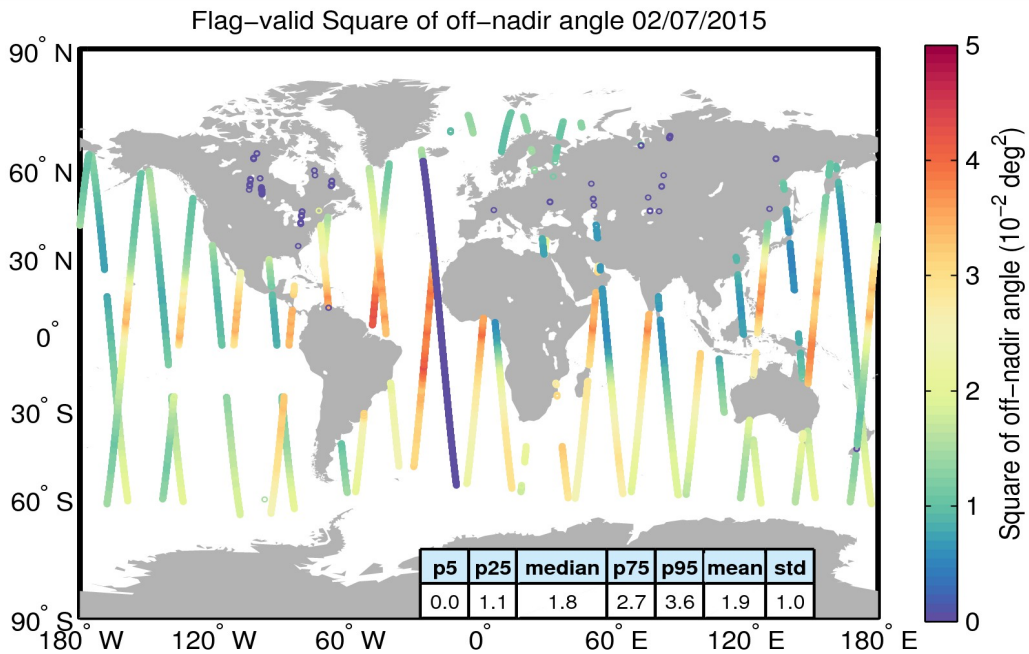 Flag−valid Square of off−nadir angle 02/07/2015
90° N
60° N
30° N
0°
30° S
60° S
90° S
180° W
120° W
60° W
0°
60° E
120° E
180° E
p5 p25 median p75 p95 mean std
0.0 1.1 1.8 2.7 3.6 1.9 1.0
5
4
3
2
1
0
Square of off−nadir angle (10⁻² deg²)